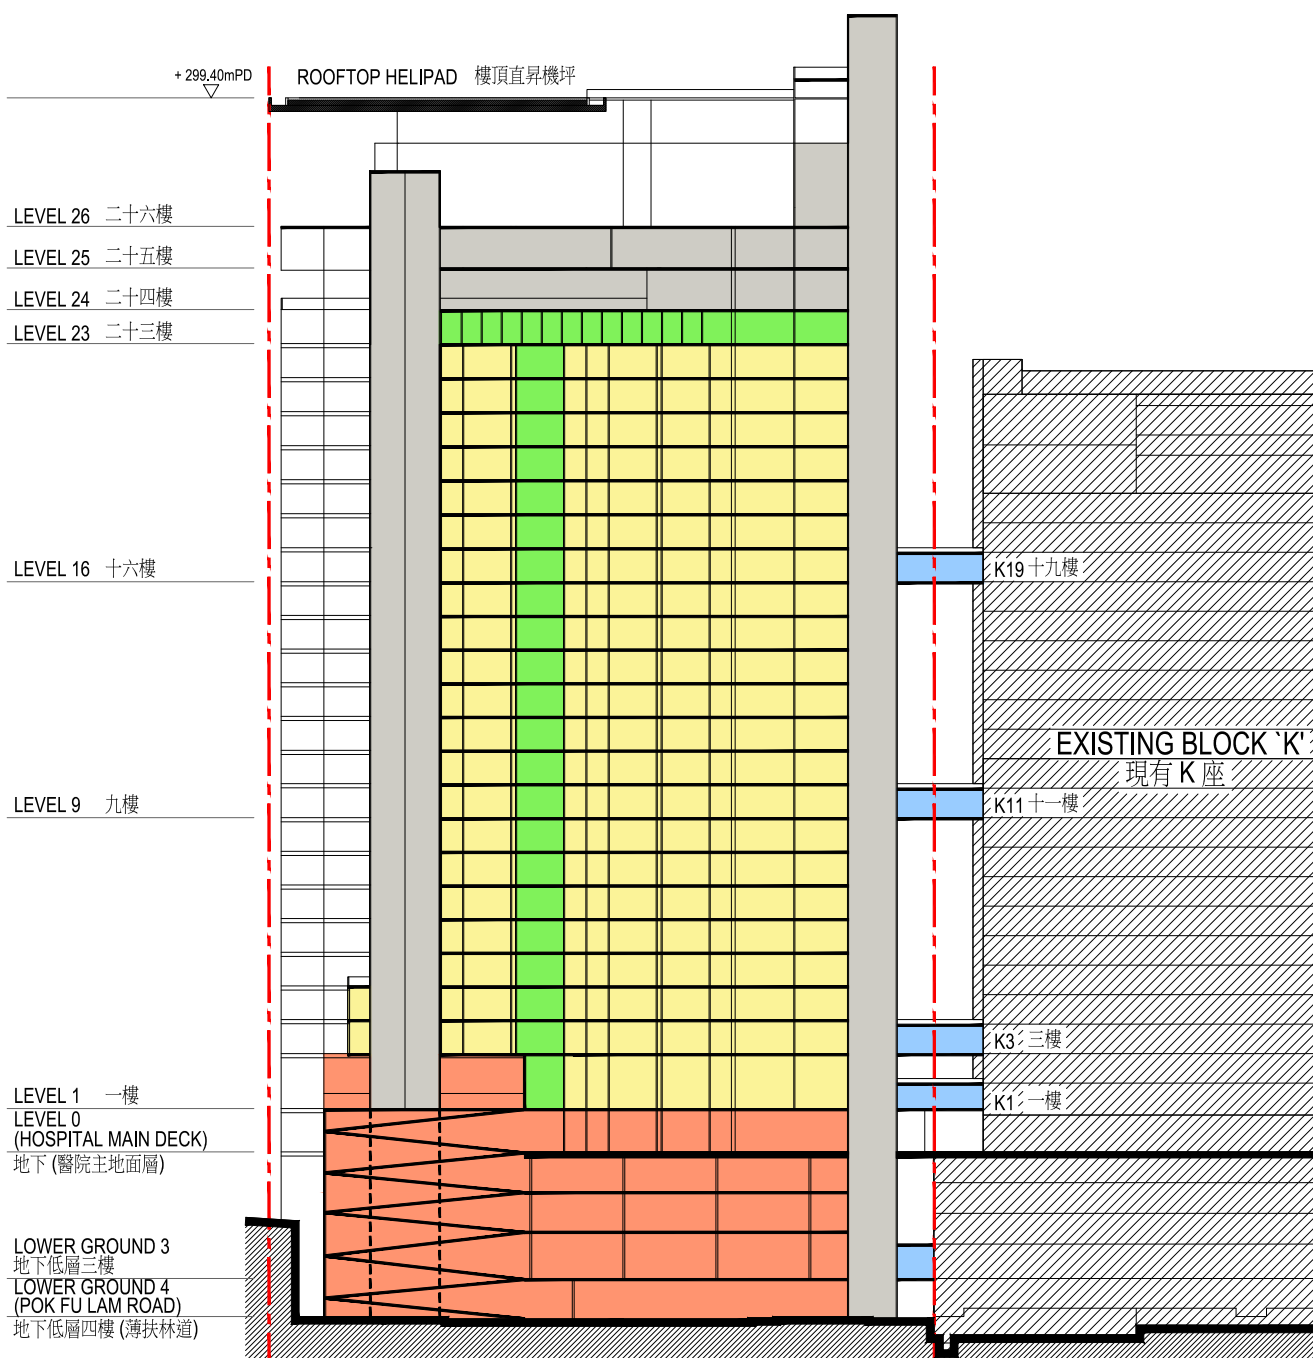 + 299.40mPD
ROOFTOP HELIPAD 樓頂直昇機坪
LEVEL 26 二十六樓
LEVEL 25 二十五樓
LEVEL 24 二十四樓
LEVEL 23 二十三樓
LEVEL 16 十六樓
K19 十九樓
EXISTING BLOCK `K'
現有 K 座
LEVEL 9 九樓
K11 十一樓
K3 三樓
LEVEL 1 一樓
K1 一樓
LEVEL 0
(HOSPITAL MAIN DECK)
地下 (醫院主地面層)
LOWER GROUND 3
地下低層三樓
LOWER GROUND 4
(POK FU LAM ROAD)
地下低層四樓 (薄扶林道)